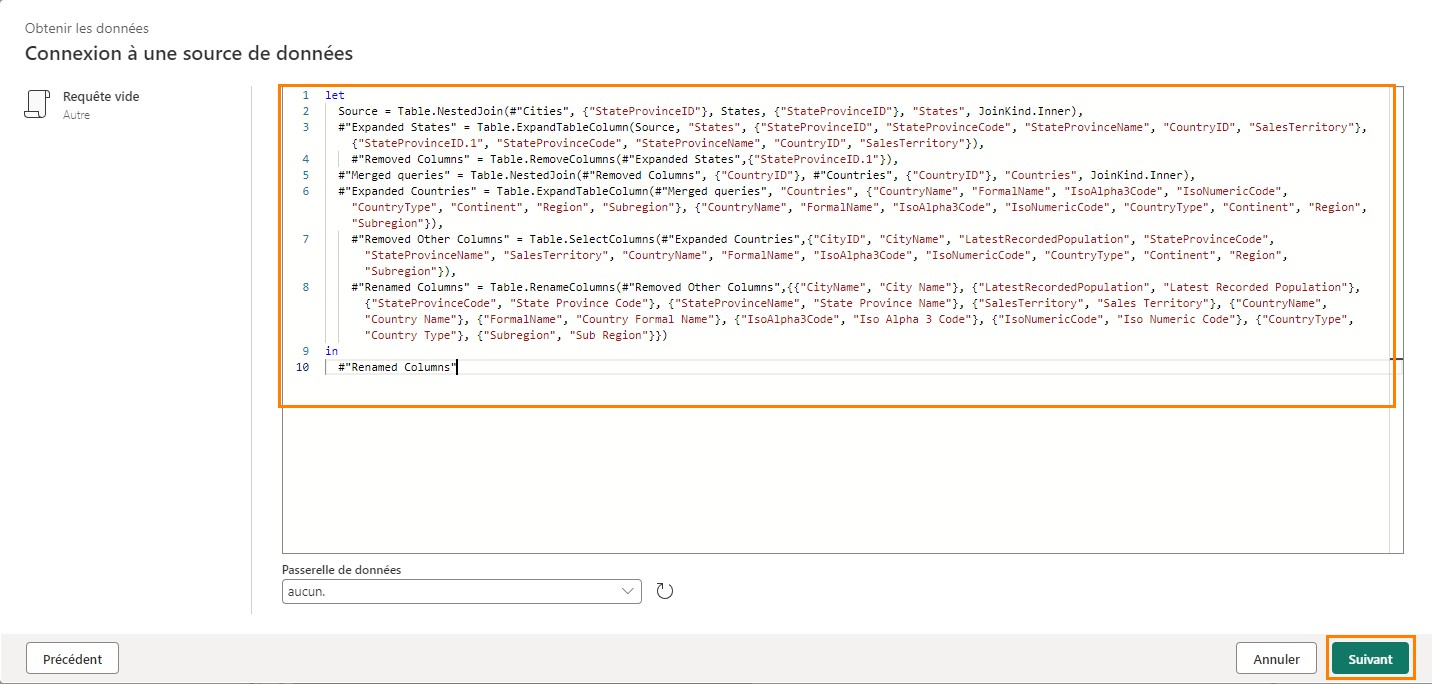 Obtenir les données
Connexion à une source de données
Requête vide
Autre
1 let
2 Source = Table.NestedJoin(#"Cities", {"StateProvinceID"}, States, {"StateProvinceID"}, "States", JoinKind.Inner),
3 #"Expanded States" = Table.ExpandTableColumn(Source, "States", {"StateProvinceID", "StateProvinceCode", "StateProvinceName", "CountryID", "SalesTerritory"},
{"StateProvinceID.1", "StateProvinceCode", "StateProvinceName", "CountryID", "SalesTerritory"}),
4 #"Removed Columns" = Table.RemoveColumns(#"Expanded States",{"StateProvinceID.1"}),
5 #"Merged queries" = Table.NestedJoin(#"Removed Columns", {"CountryID"}, #"Countries", {"CountryID"}, "Countries", JoinKind.Inner),
6 #"Expanded Countries" = Table.ExpandTableColumn(#"Merged queries", "Countries", {"CountryName", "FormalName", "IsoAlpha3Code", "IsoNumericCode",
"CountryType", "Continent", "Region", "Subregion"}, {"CountryName", "FormalName", "IsoAlpha3Code", "IsoNumericCode", "CountryType", "Continent", "Region",
"Subregion"}),
7 #"Removed Other Columns" = Table.SelectColumns(#"Expanded Countries",{"CityID", "CityName", "LatestRecordedPopulation", "StateProvinceCode",
"StateProvinceName", "SalesTerritory", "CountryName", "FormalName", "IsoAlpha3Code", "IsoNumericCode", "CountryType", "Continent", "Region",
"Subregion"}),
8 #"Renamed Columns" = Table.RenameColumns(#"Removed Other Columns",{{"CityName", "City Name"}, {"LatestRecordedPopulation", "Latest Recorded Population"},
{"StateProvinceCode", "State Province Code"}, {"StateProvinceName", "State Province Name"}, {"SalesTerritory", "Sales Territory"}, {"CountryName",
"Country Name"}, {"FormalName", "Country Formal Name"}, {"IsoAlpha3Code", "Iso Alpha 3 Code"}, {"IsoNumericCode", "Iso Numeric Code"}, {"CountryType",
"Country Type"}, {"Subregion", "Sub Region"}})
9 in
10 #"Renamed Columns"
Passerelle de données
aucun.
Précédent
Annuler
Suivant